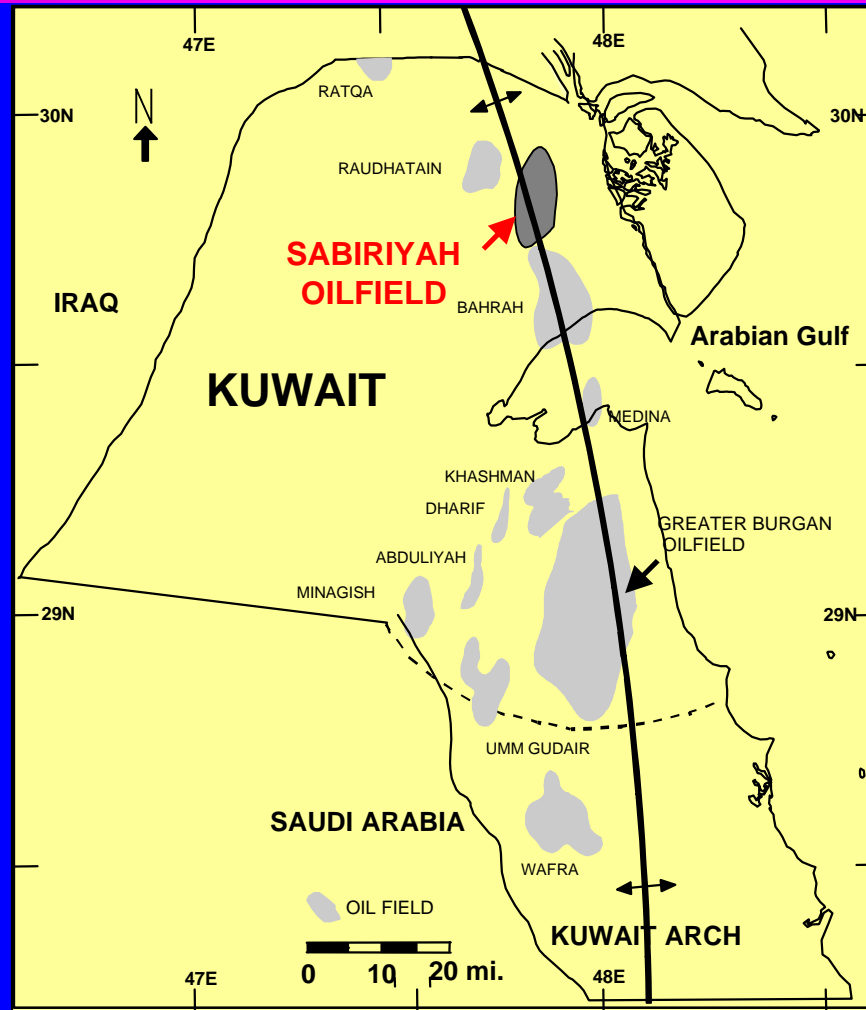 47E
48E
30N
30N
N
RATQA
RAUDHATAIN
SABIRIYAH
OILFIELD
BAHRAH
IRAQ
Arabian Gulf
KUWAIT
MEDINA
KHASHMAN
DHARIF
GREATER BURGAN
OILFIELD
ABDULIYAH
MINAGISH
29N
29N
UMM GUDAIR
SAUDI ARABIA
WAFRA
OIL FIELD
KUWAIT ARCH
0 10 20 mi.
47E
48E